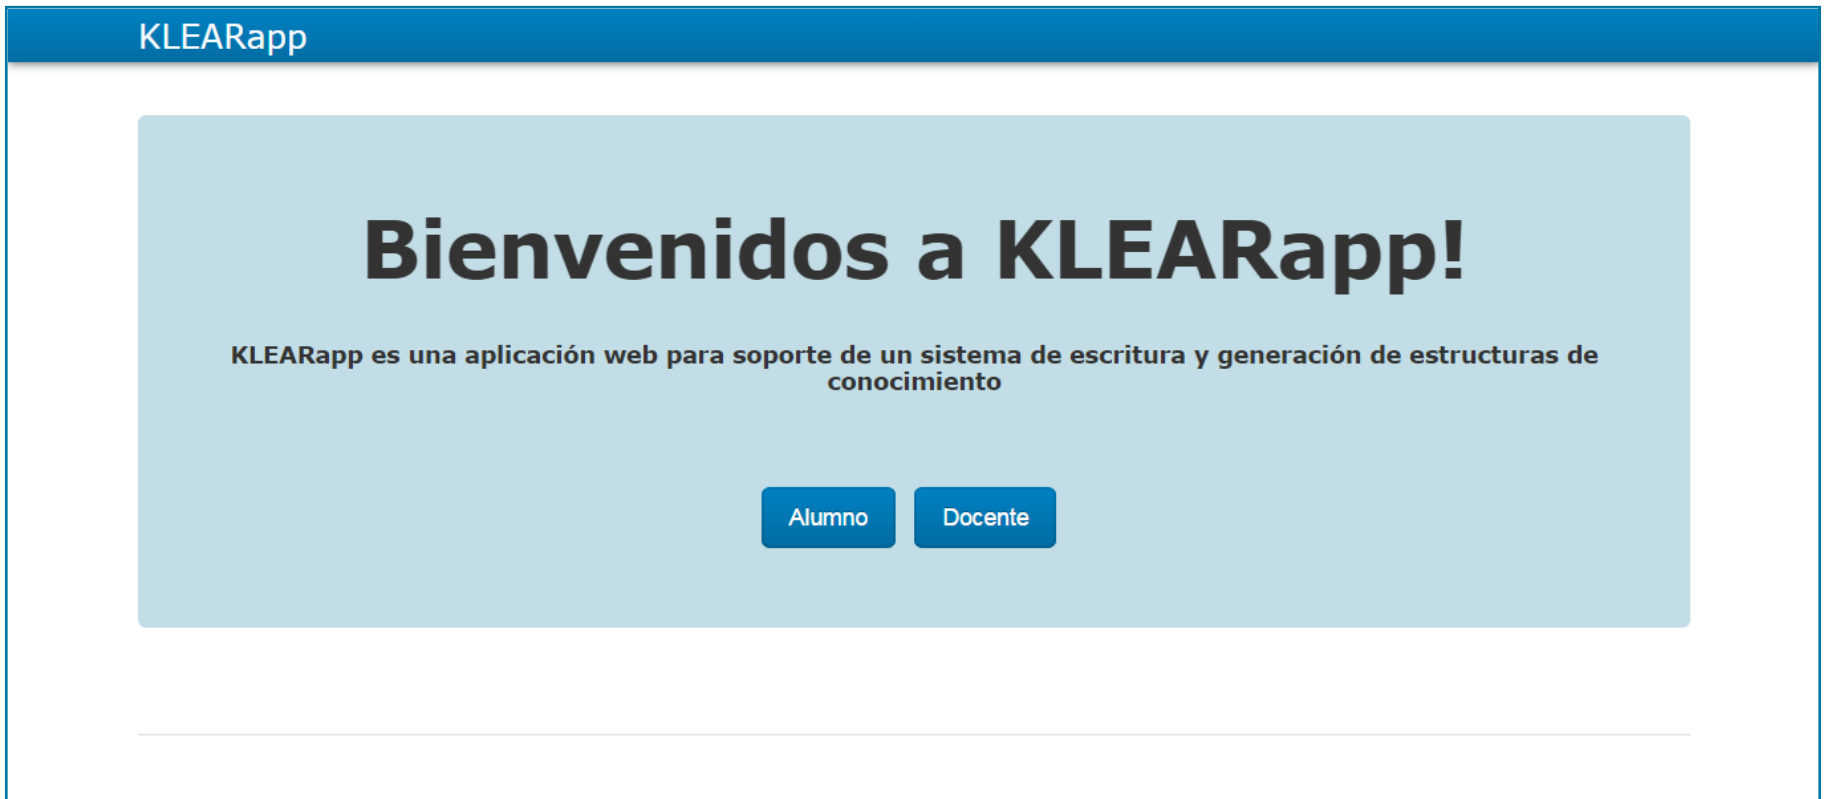 KLEARapp
Bienvenidos a KLEARapp!
KLEARapp es una aplicación web para soporte de un sistema de escritura y generación de estructuras de
conocimiento
Alumno Docente